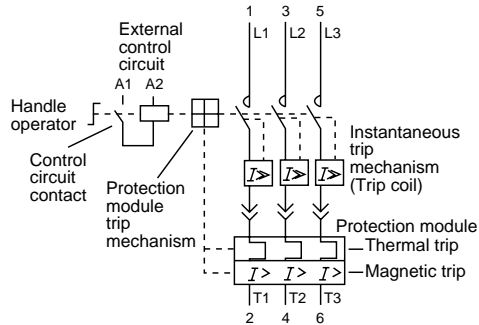 1 3 5
L1 L2 L3
External
control
circuit
A1 A2
Handle
operator
Control
circuit
contact
Protection
module
trip
mechanism
Instantaneous
trip
mechanism
(Trip coil)
I>> I>> I>>
Protection module
Thermal trip
I> I> I>
Magnetic trip
T1 T2 T3
2 4 6